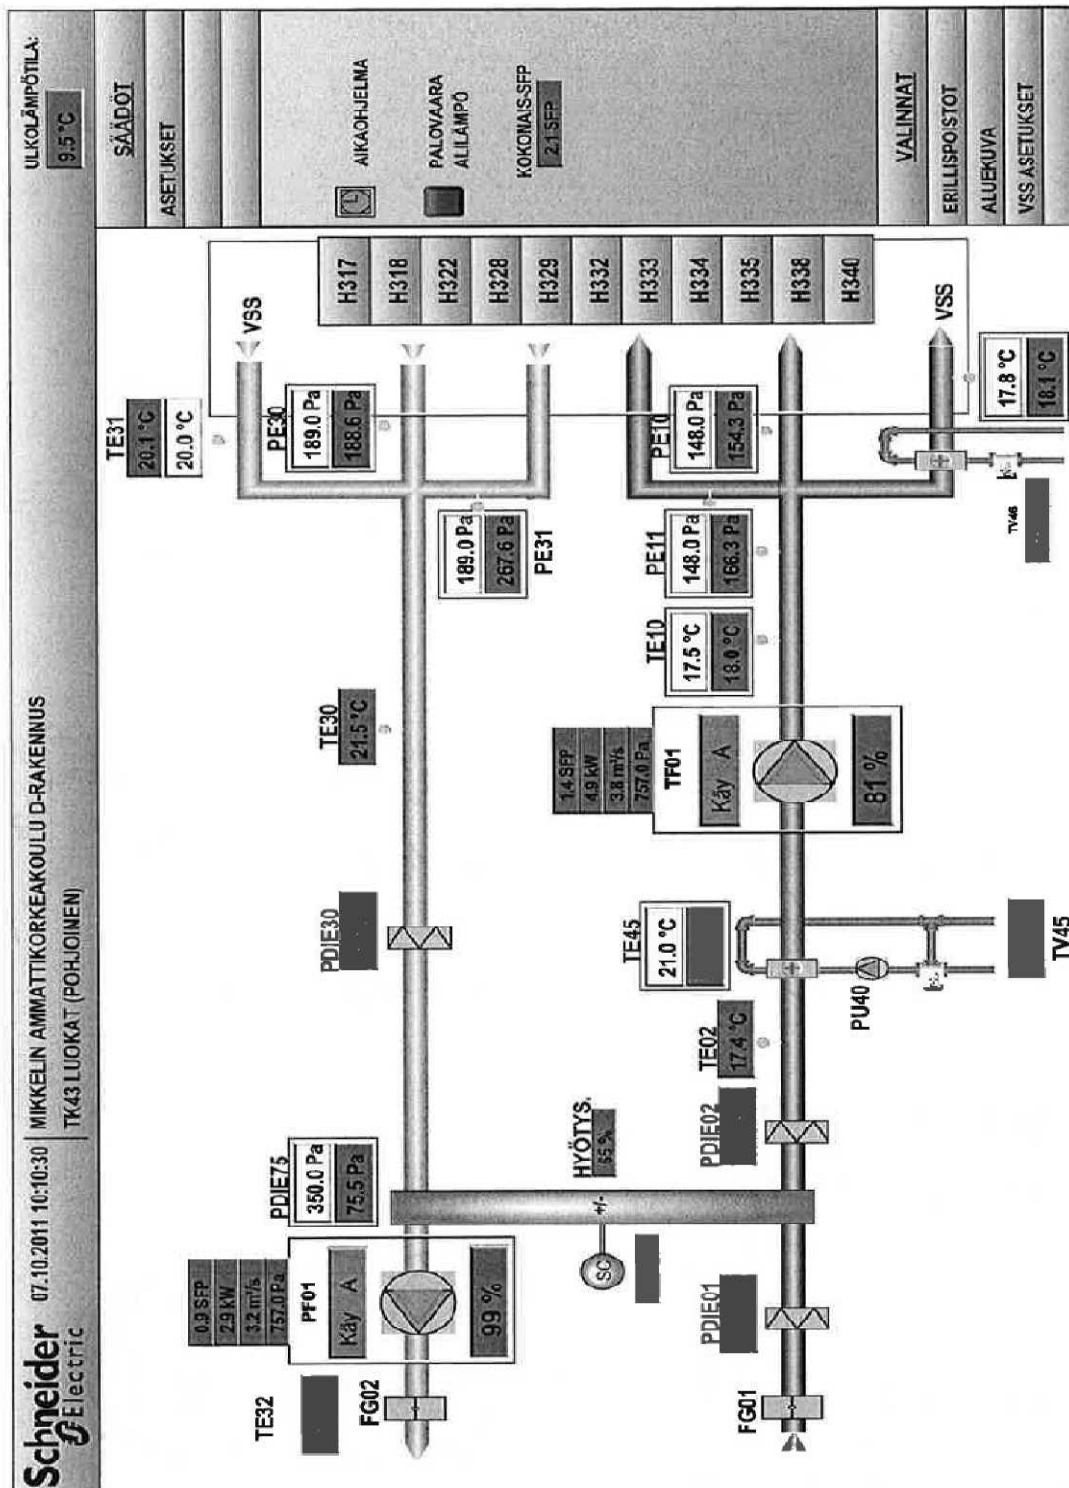 Schneider
Electric
07.10.2011 10:10:30
MIKKELIN AMMATTIKORKEAKOULU D-RAKENNUS
TK43 LUOKAT (POHJOINEN)
ULKOLÄMPÖTILA:
9.5 °C
SÄÄDÖT
ASETUKSET
AIKAOHJELMA
PALOVAARA
ALILÄMPÖ
KOKONAIS-SFP
2.1 SFP
VALINNAT
ERILLISPOISTOT
ALUEKUVA
VSS ASETUKSET
TE32
FG02
0.9 SFP
2.9 kW
3.2 m³/s
757.0 Pa
PF01
Käy A
99 %
PDIE75
350.0 Pa
75.5 Pa
PDIE30
TE30
21.5 °C
189.0 Pa
267.6 Pa
PE31
PE30
189.0 Pa
188.6 Pa
TE31
20.1 °C
20.0 °C
VSS
H317
H318
H322
H328
H329
H332
H333
H334
H335
H338
H340
SC
+/-
HYÖTYS.
FG01
PDIE01
PDIE02
TE02
17.4 °C
TE45
21.0 °C
PU40
TV45
1.4 SFP
4.9 kW
3.8 m³/s
757.0 Pa
TF01
Käy A
81 %
TE10
17.5 °C
18.0 °C
PE11
148.0 Pa
166.3 Pa
PE10
148.0 Pa
154.3 Pa
VSS
17.8 °C
18.1 °C
TV46